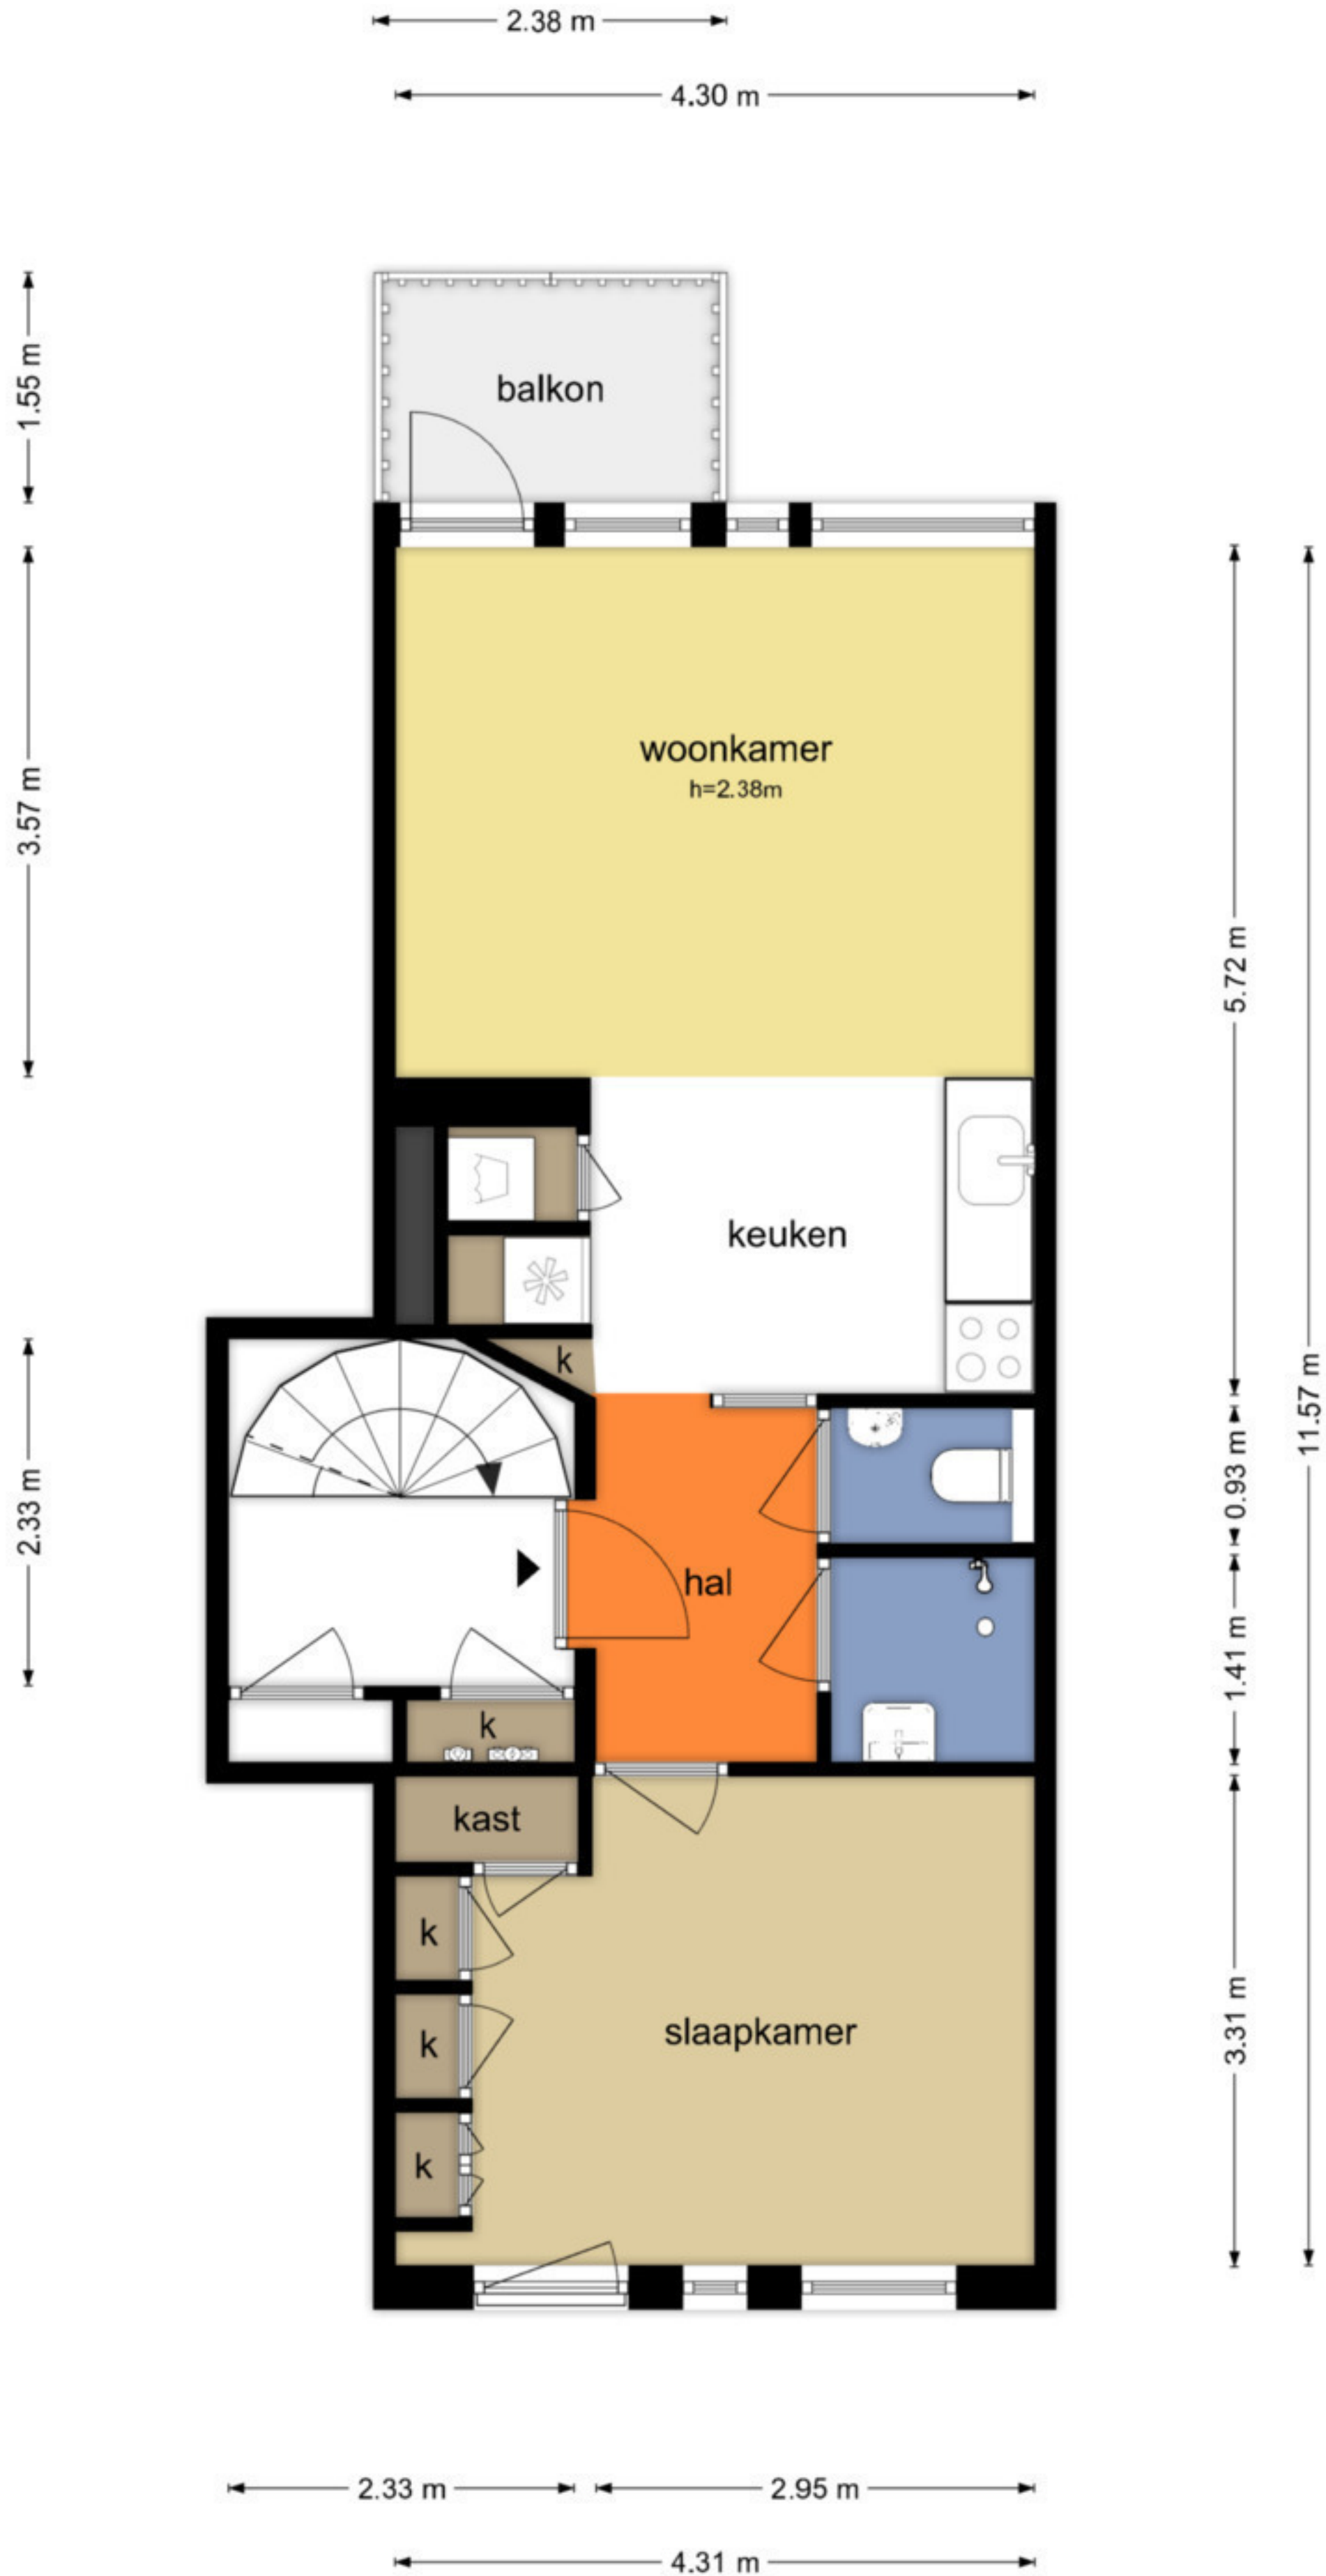 2.38 m
4.30 m
1.55 m
balkon
3.57 m
woonkamer
h=2.38m
5.72 m
11.57 m
keuken
k
2.33 m
0.93 m
hal
1.41 m
k
kast
k
k
k
slaapkamer
3.31 m
2.33 m
2.95 m
4.31 m